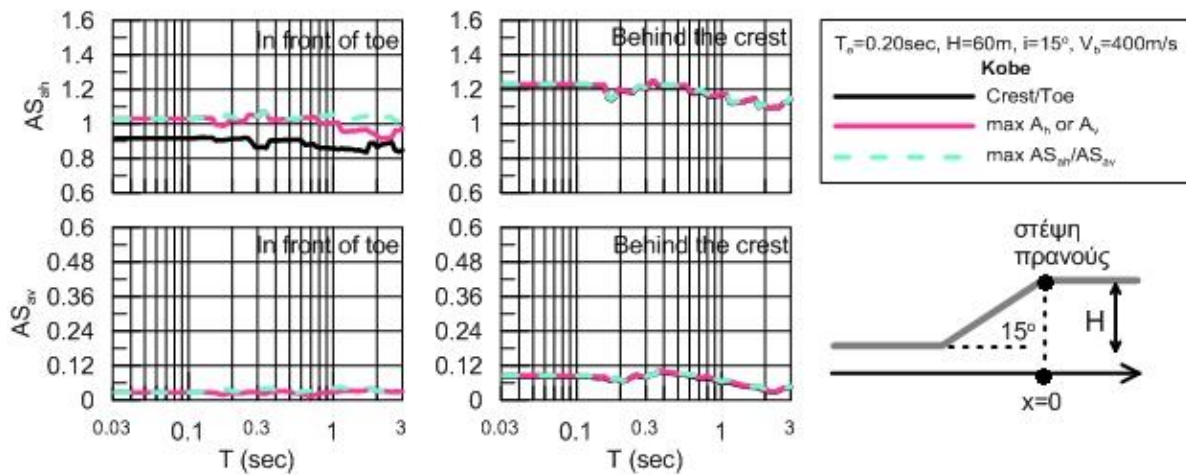 1.6
1.4
1.2
1
0.8
0.6
AS_ah
In front of toe
1.6
1.4
1.2
1
0.8
0.6
Behind the crest
T_e=0.20sec, H=60m, i=15°, V_b=400m/s
Kobe
Crest/Toe
max A_h or A_v
max AS_ah/AS_av
0.6
0.48
0.36
0.24
0.12
0
AS_av
In front of toe
0.03
0.1
0.3
1
3
T (sec)
0.6
0.48
0.36
0.24
0.12
0
Behind the crest
0.03
0.1
0.3
1
3
T (sec)
στέψη
πρανούς
15°
H
x=0